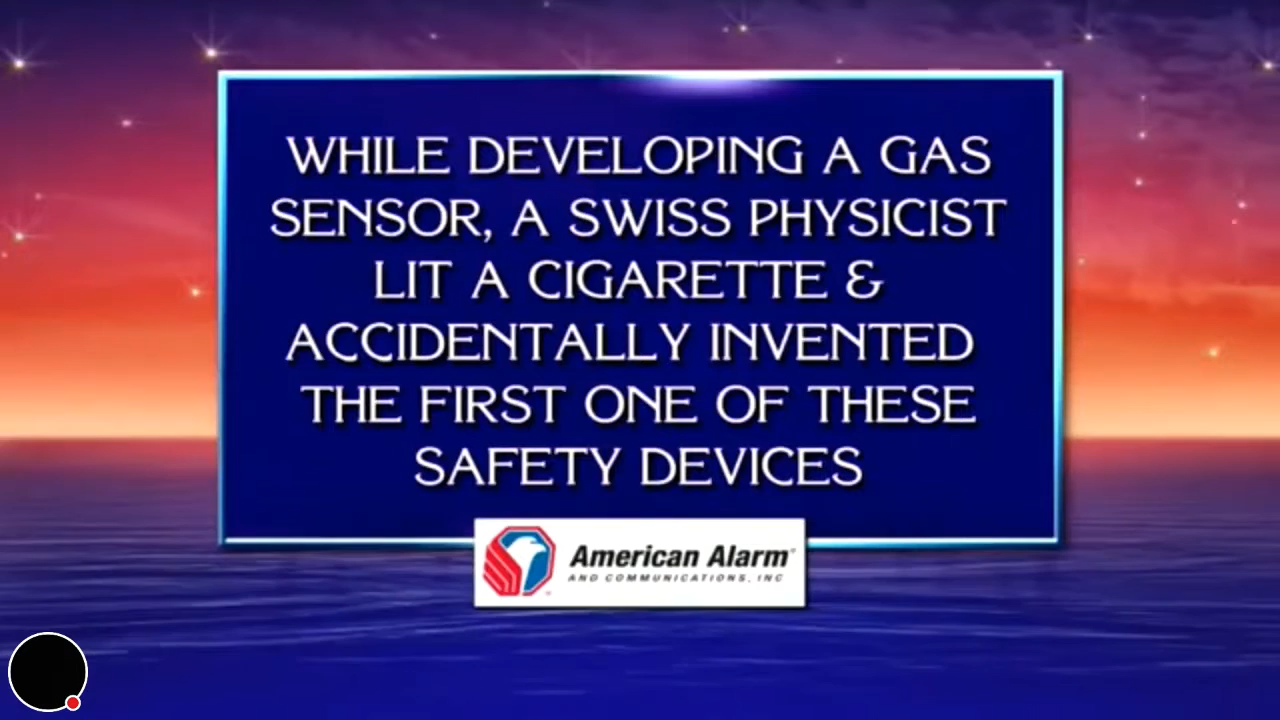 WHILE DEVELOPING A GAS
SENSOR, A SWISS PHYSICIST
LIT A CIGARETTE &
ACCIDENTALLY INVENTED
THE FIRST ONE OF THESE
SAFETY DEVICES
American Alarm
AND COMMUNICATIONS, INC